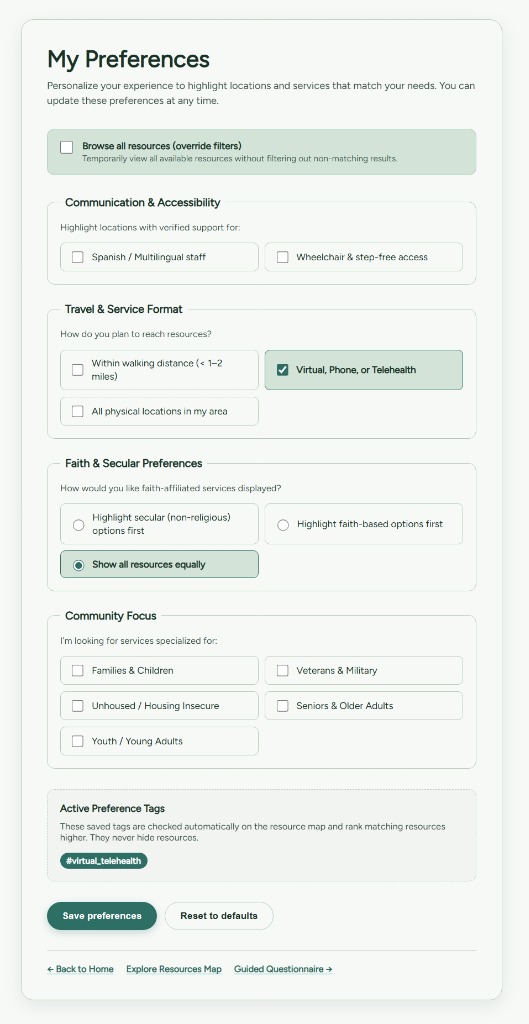 My Preferences
Personalize your experience to highlight locations and services that match your needs. You can
update these preferences at any time.
Browse all resources (override filters)
Temporarily view all available resources without filtering out non-matching results.
Communication & Accessibility
Highlight locations with verified support for:
Spanish / Multilingual staff
Wheelchair & step-free access
Travel & Service Format
How do you plan to reach resources?
Within walking distance (< 1–2
miles)
Virtual, Phone, or Telehealth
All physical locations in my area
Faith & Secular Preferences
How would you like faith-affiliated services displayed?
Highlight secular (non-religious)
options first
Highlight faith-based options first
Show all resources equally
Community Focus
I'm looking for services specialized for:
Families & Children
Veterans & Military
Unhoused / Housing Insecure
Seniors & Older Adults
Youth / Young Adults
Active Preference Tags
These saved tags are checked automatically on the resource map and rank matching resources
higher. They never hide resources.
#virtual_telehealth
Save preferences
Reset to defaults
← Back to Home
Explore Resources Map
Guided Questionnaire →